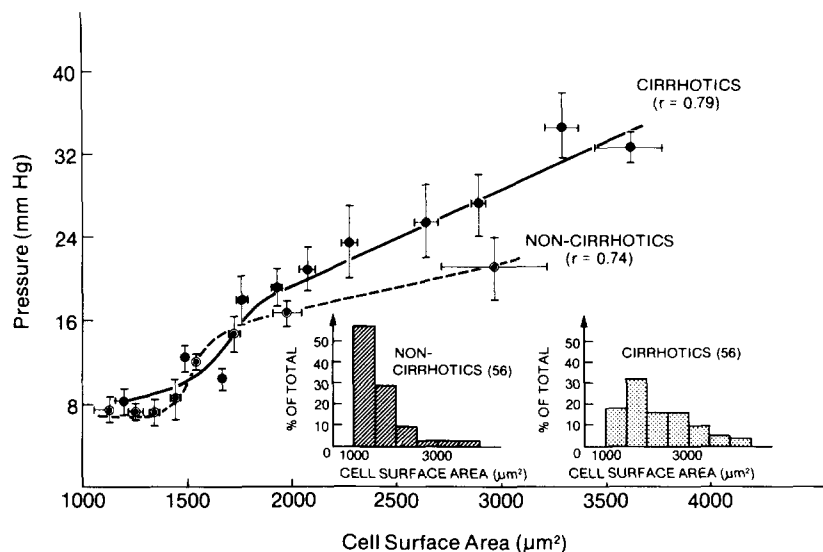 Pressure (mm Hg)
40
32
24
16
8
CIRRHOTICS
(r = 0.79)
NON-CIRRHOTICS
(r = 0.74)
% OF TOTAL
50
40
30
20
10
NON-
CIRRHOTICS (56)
1000 3000
CELL SURFACE AREA (µm²)
% OF TOTAL
50
40
30
20
10
CIRRHOTICS (56)
1000 3000
CELL SURFACE AREA (µm²)
1000 1500 2000 2500 3000 3500 4000
Cell Surface Area (µm²)